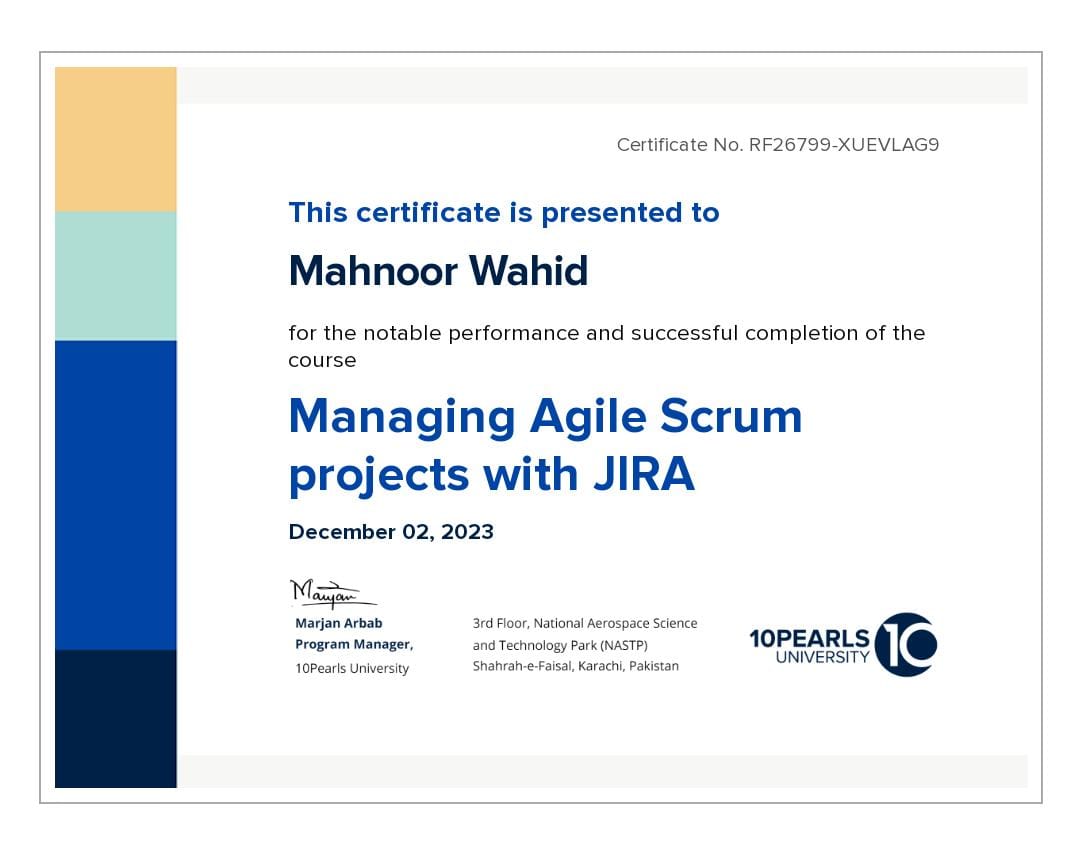 Certificate No. RF26799-XUEVLAG9
This certificate is presented to
Mahnoor Wahid
for the notable performance and successful completion of the
course
Managing Agile Scrum
projects with JIRA
December 02, 2023
Marjan
Marjan Arbab
Program Manager,
10Pearls University
3rd Floor, National Aerospace Science
and Technology Park (NASTP)
Shahrah-e-Faisal, Karachi, Pakistan
10PEARLS
UNIVERSITY
10